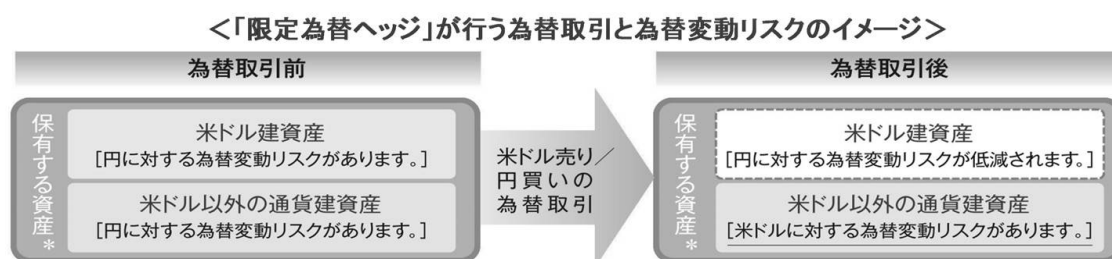 ＜「限定為替ヘッジ」が行う為替取引と為替変動リスクのイメージ＞
為替取引前
保有する資産*
米ドル建資産
[円に対する為替変動リスクがあります。]
米ドル以外の通貨建資産
[円に対する為替変動リスクがあります。]
米ドル売り／
円買いの
為替取引
為替取引後
保有する資産*
米ドル建資産
[円に対する為替変動リスクが低減されます。]
米ドル以外の通貨建資産
[米ドルに対する為替変動リスクがあります。]